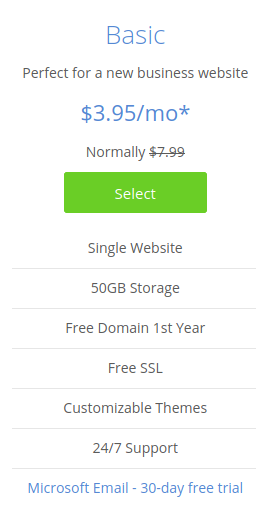 Basic
Perfect for a new business website
$3.95/mo*
Normally $7.99
Select
Single Website
50GB Storage
Free Domain 1st Year
Free SSL
Customizable Themes
24/7 Support
Microsoft Email - 30-day free trial